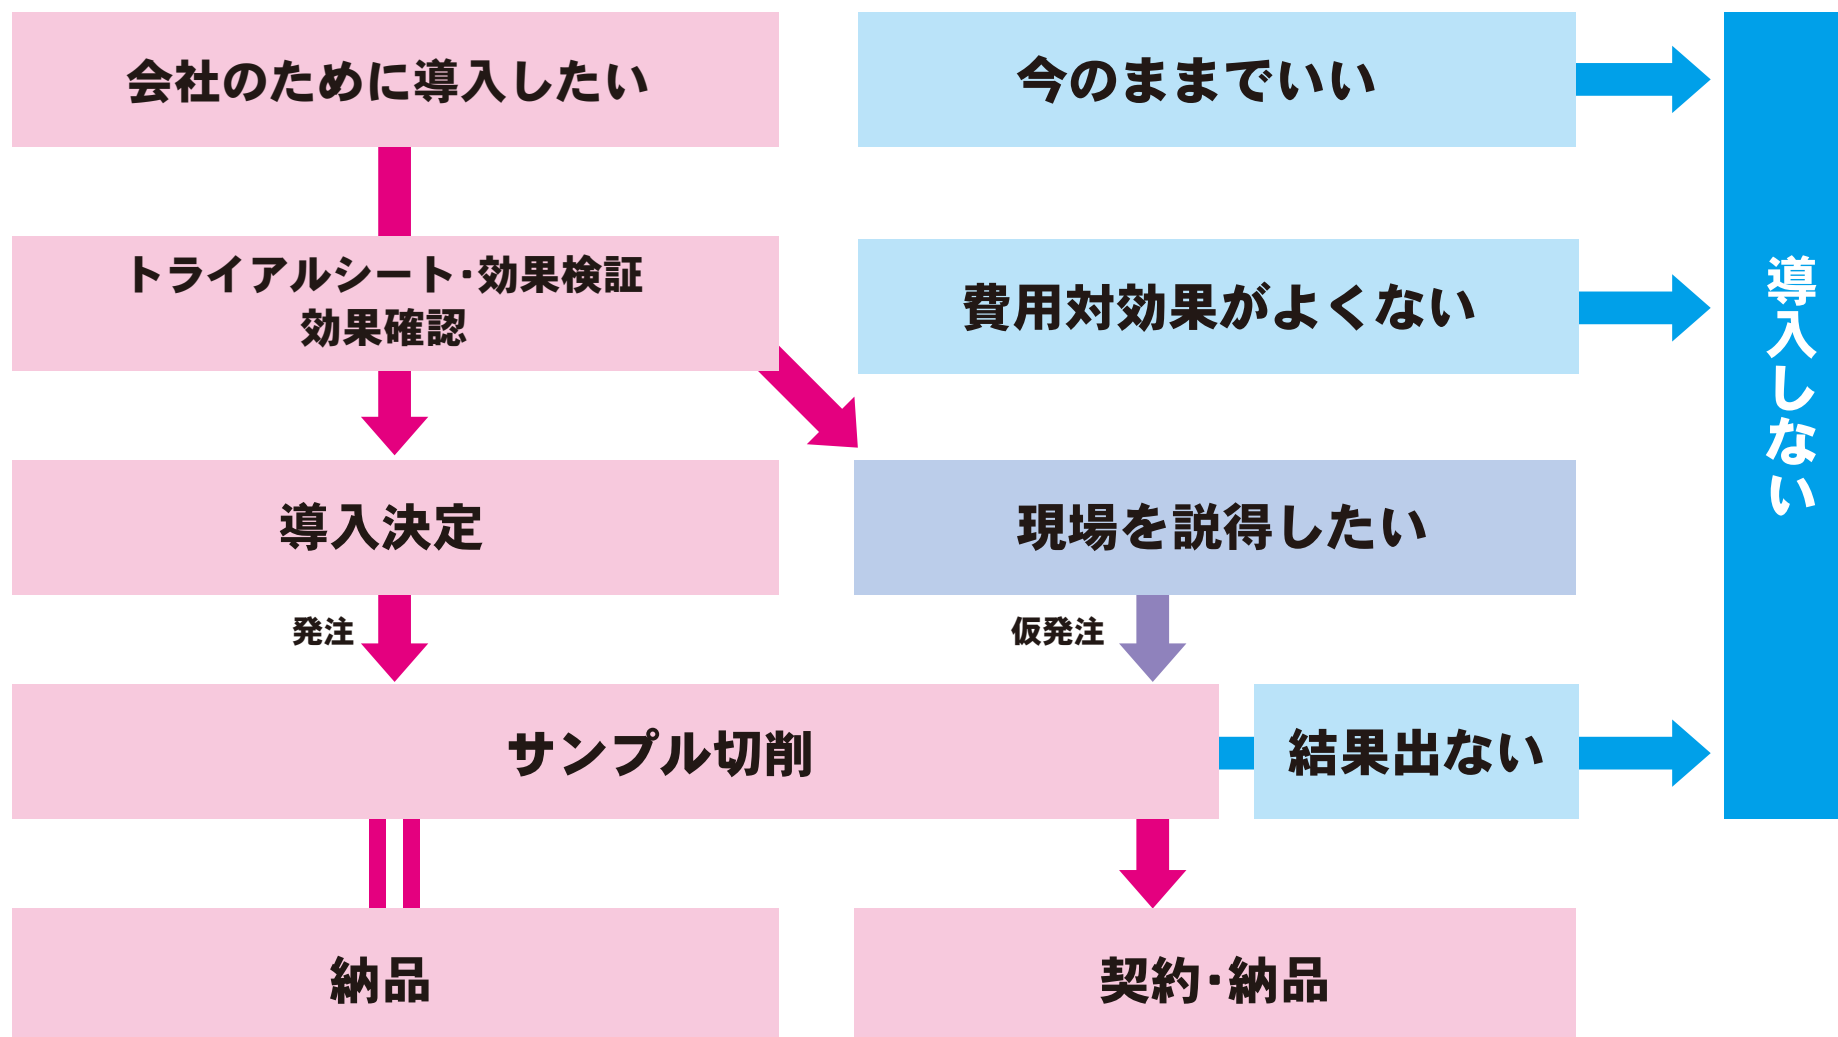 会社のために導入したい
今のままでいい
トライアルシート・効果検証
効果確認
費用対効果がよくない
導入しない
導入決定
現場を説得したい
発注
仮発注
サンプル切削
結果出ない
納品
契約・納品